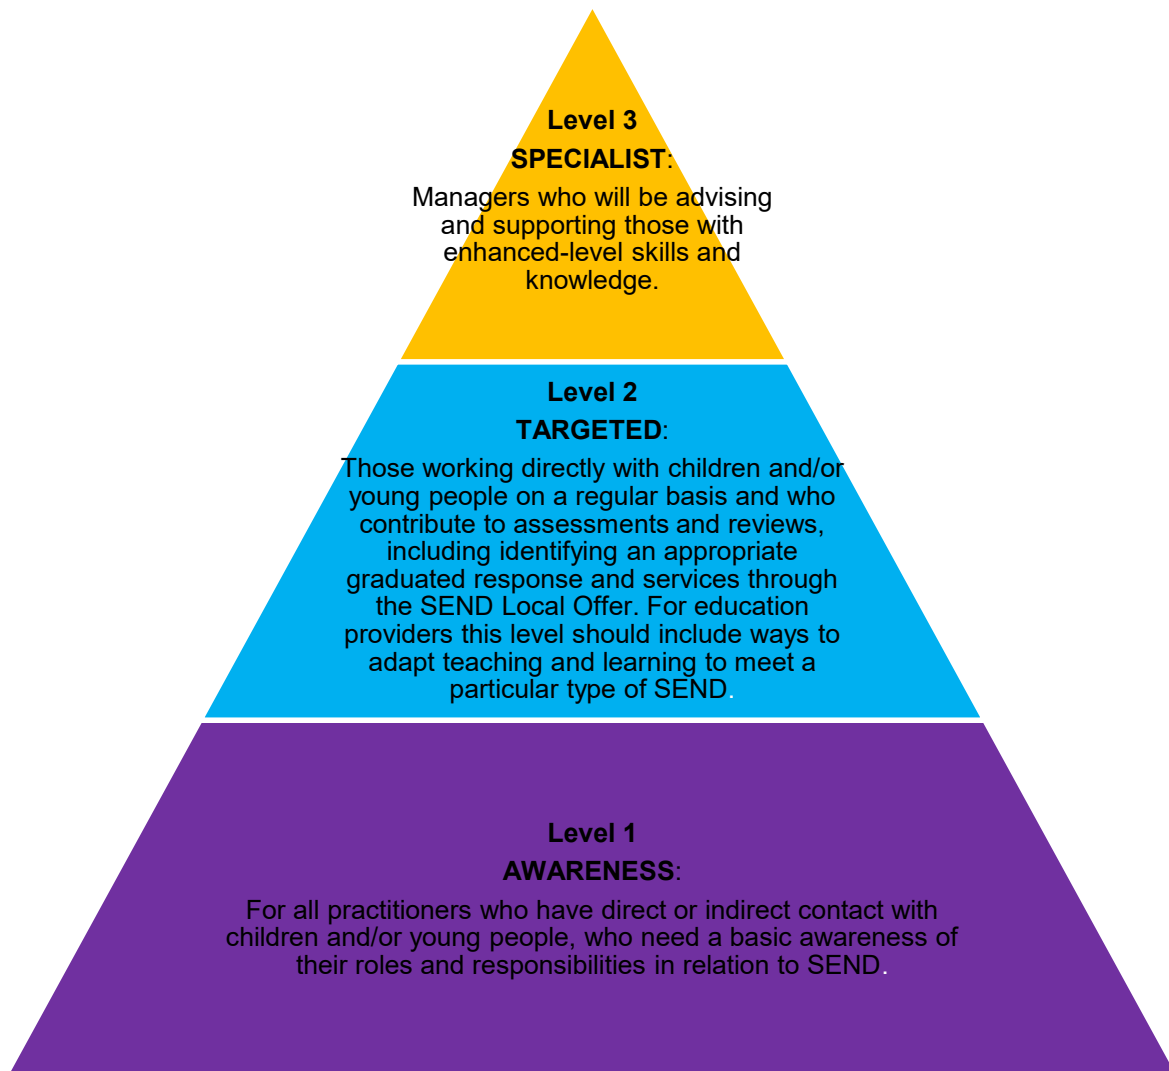 Level 3
SPECIALIST:
Managers who will be advising
and supporting those with
enhanced-level skills and
knowledge.
Level 2
TARGETED:
Those working directly with children and/or
young people on a regular basis and who
contribute to assessments and reviews,
including identifying an appropriate
graduated response and services through
the SEND Local Offer. For education
providers this level should include ways to
adapt teaching and learning to meet a
particular type of SEND.
Level 1
AWARENESS:
For all practitioners who have direct or indirect contact with
children and/or young people, who need a basic awareness of
their roles and responsibilities in relation to SEND.